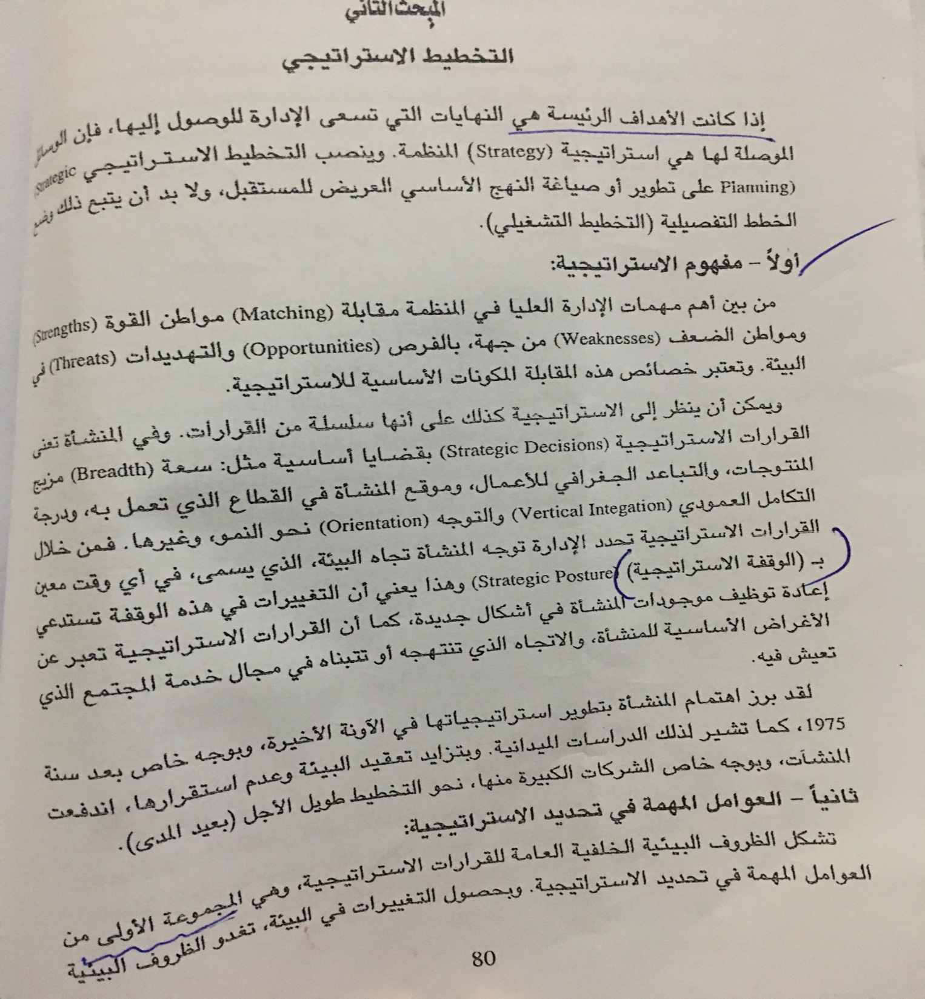 المبحث الثاني
التخطيط الاستراتيجي
إذا كانت الأهداف الرئيسة هي النهايات التي تسعى الإدارة للوصول إليها، فإن الوسائل
الموصلة لها هي استراتيجية (Strategy) المنظمة. وينصب التخطيط الاستراتيجي Strategic)
Planning) على تطوير أو صياغة النهج الأساسي العريض للمستقبل، ولا بد أن يتبع ذلك وضع
الخطط التفصيلية (التخطيط التشغيلي).
أولاً – مفهوم الاستراتيجية:
من بين أهم مهمات الإدارة العليا في المنظمة مقابلة (Matching) مواطن القوة (Strengths)
ومواطن الضعف (Weaknesses) من جهة، بالفرص (Opportunities) والتهديدات (Threats) في
البيئة. وتعتبر خصائص هذه المقابلة المكونات الأساسية للاستراتيجية.
ويمكن أن ينظر إلى الاستراتيجية كذلك على أنها سلسلة من القرارات. وفي المنشأة تعنى
القرارات الاستراتيجية (Strategic Decisions) بقضايا أساسية مثل: سعة (Breadth) مزيج
المنتوجات، والتباعد الجغرافي للأعمال، وموقع المنشأة في القطاع الذي تعمل به، ودرجة
التكامل العمودي (Vertical Integation) والتوجه (Orientation) نحو النمو، وغيرها. فمن خلال
القرارات الاستراتيجية تحدد الإدارة توجه المنشأة تجاه البيئة، الذي يسمى، في أي وقت معين
بـ (الوقفة الاستراتيجية) (Strategic Posture) وهذا يعني أن التغييرات في هذه الوقفة تستدعي
إعادة توظيف موجودات المنشأة في أشكال جديدة، كما أن القرارات الاستراتيجية تعبر عن
الأغراض الأساسية للمنشأة، والاتجاه الذي تنتهجه أو تتبناه في مجال خدمة المجتمع الذي
تعيش فيه.
لقد برز اهتمام المنشأة بتطوير استراتيجياتها في الآونة الأخيرة، وبوجه خاص بعد سنة
1975، كما تشير لذلك الدراسات الميدانية. وبتزايد تعقيد البيئة وعدم استقرارها، اندفعت
المنشآت، وبوجه خاص الشركات الكبيرة منها، نحو التخطيط طويل الأجل (بعيد المدى).
ثانياً – العوامل المهمة في تحديد الاستراتيجية:
تشكل الظروف البيئية الخلفية العامة للقرارات الاستراتيجية، وهي المجموعة الأولى من
العوامل المهمة في تحديد الاستراتيجية. وبحصول التغييرات في البيئة، تغدو الظروف البيئية
80